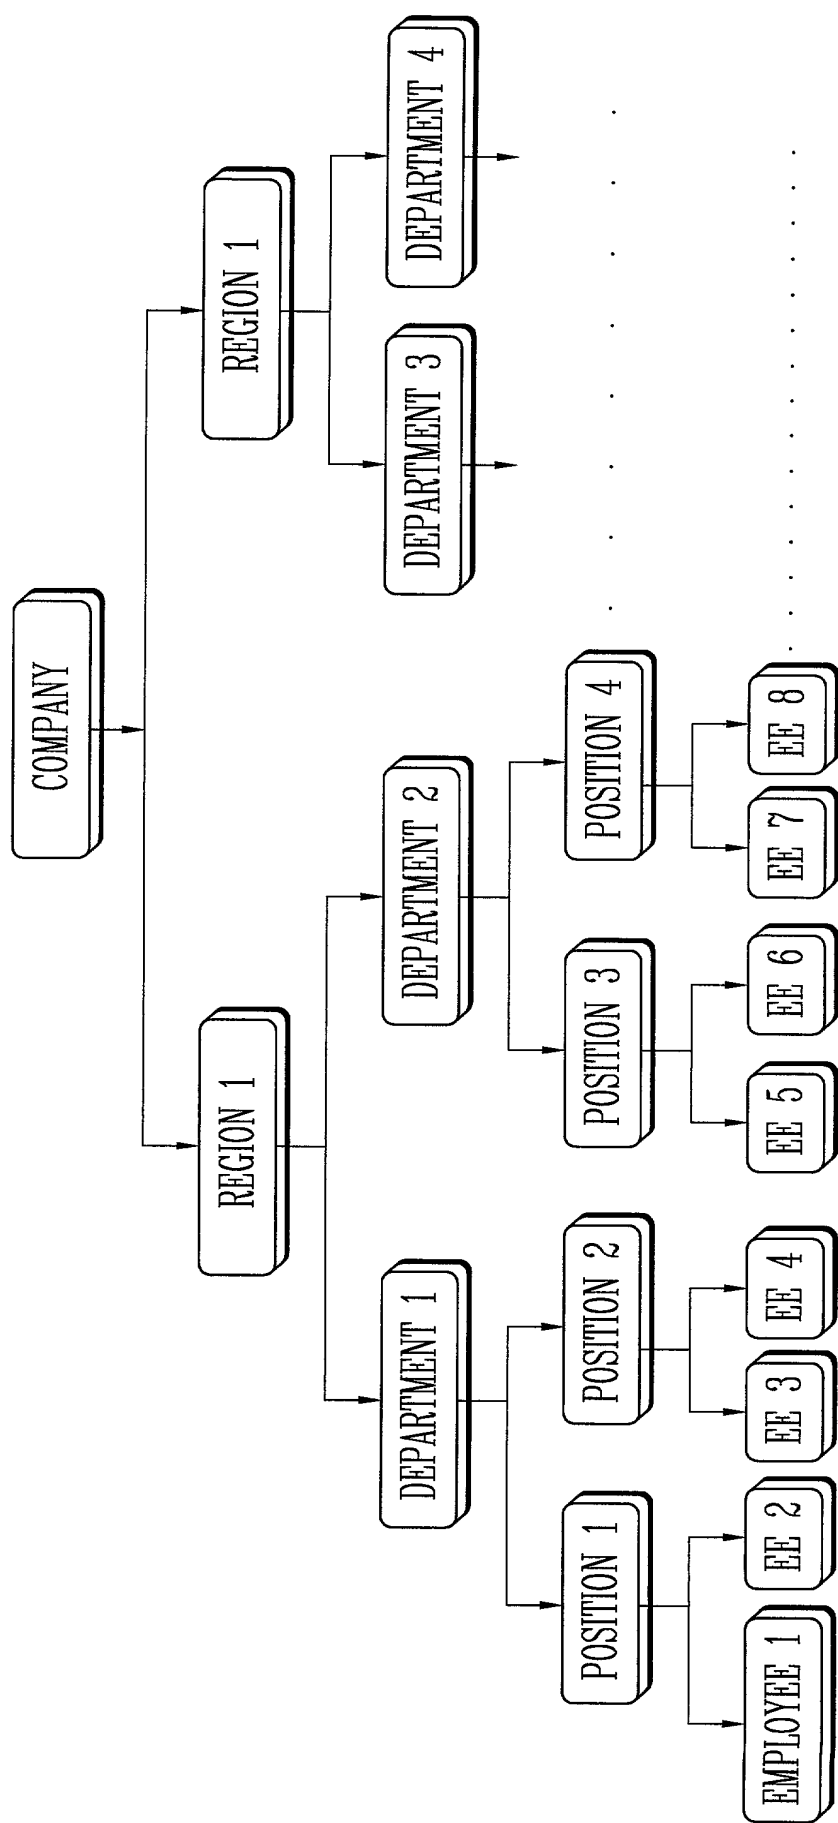 COMPANY
REGION 1
REGION 1
DEPARTMENT 1
DEPARTMENT 2
DEPARTMENT 3
DEPARTMENT 4
POSITION 1
POSITION 2
POSITION 3
POSITION 4
EMPLOYEE 1
EE 2
EE 3
EE 4
EE 5
EE 6
EE 7
EE 8